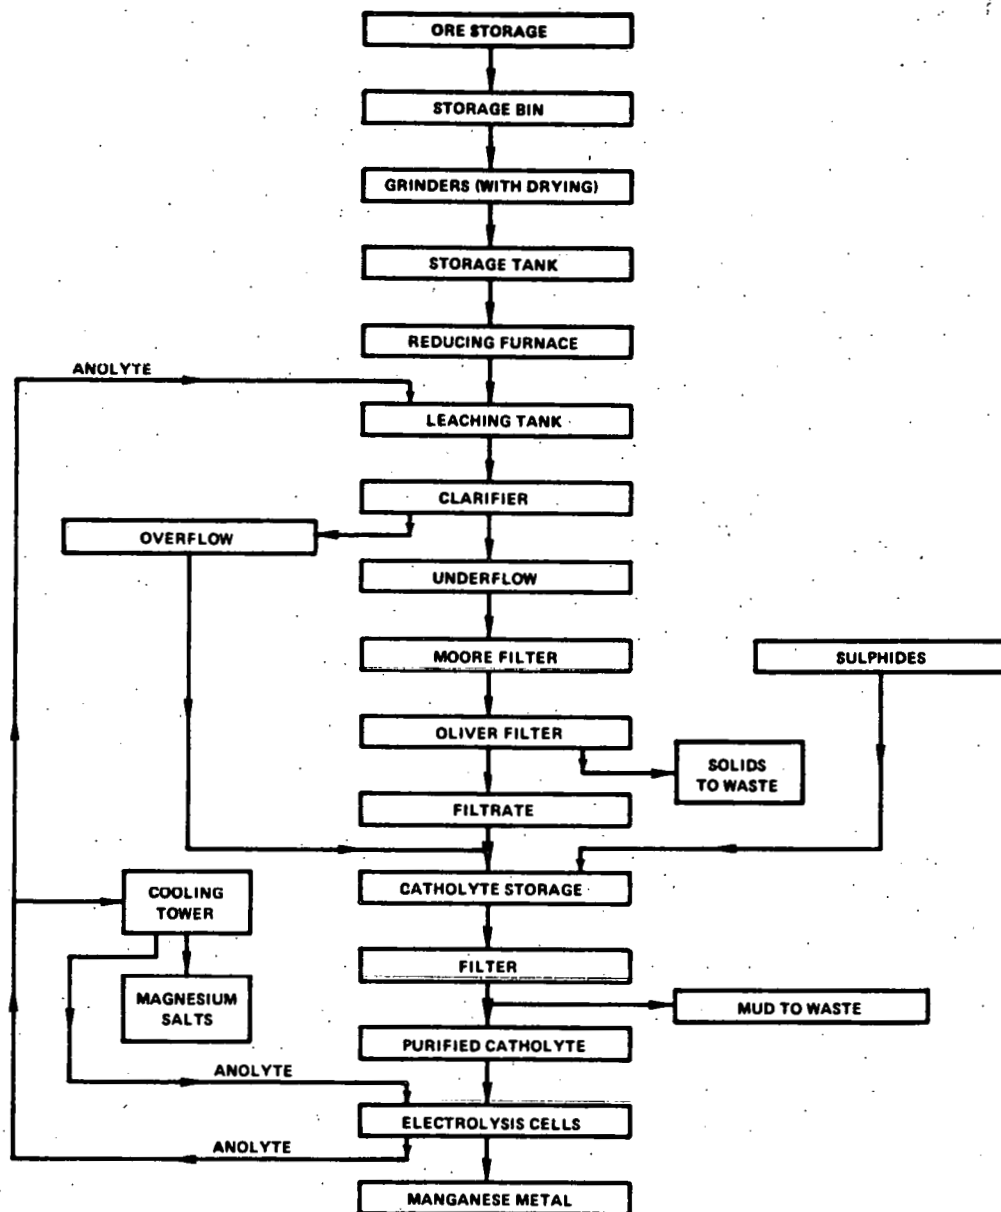 ORE STORAGE
STORAGE BIN
GRINDERS (WITH DRYING)
STORAGE TANK
REDUCING FURNACE
ANOLYTE
LEACHING TANK
CLARIFIER
OVERFLOW
UNDERFLOW
MOORE FILTER
SULPHIDES
OLIVER FILTER
SOLIDS
TO WASTE
FILTRATE
COOLING
TOWER
CATHOLYTE STORAGE
FILTER
MAGNESIUM
SALTS
MUD TO WASTE
PURIFIED CATHOLYTE
ANOLYTE
ELECTROLYSIS CELLS
ANOLYTE
MANGANESE METAL